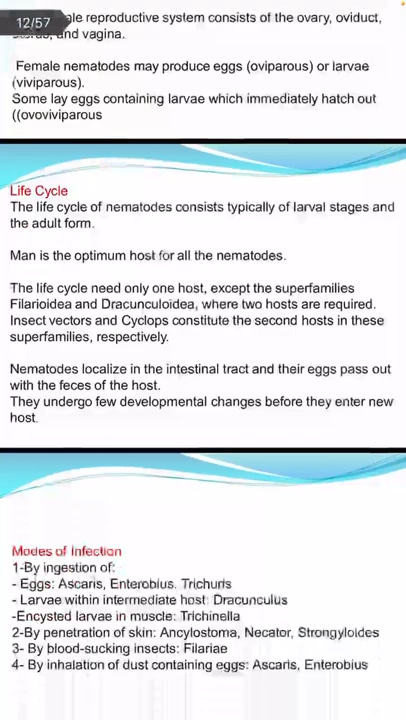 12/57
le reproductive system consists of the ovary, oviduct,
and vagina.
Female nematodes may produce eggs (oviparous) or larvae
(viviparous).
Some lay eggs containing larvae which immediately hatch out
((ovoviviparous
Life Cycle
The life cycle of nematodes consists typically of larval stages and
the adult form.
Man is the optimum host for all the nematodes.
The life cycle need only one host, except the superfamilies
Filarioidea and Dracunculoidea, where two hosts are required.
Insect vectors and Cyclops constitute the second hosts in these
superfamilies, respectively.
Nematodes localize in the intestinal tract and their eggs pass out
with the feces of the host.
They undergo few developmental changes before they enter new
host.
Modes of Infection
1-By ingestion of:
- Eggs: Ascaris, Enterobius. Trichuris
- Larvae within intermediate host: Dracunculus
-Encysted larvae in muscle: Trichinella
2-By penetration of skin: Ancylostoma, Necator, Strongyloides
3- By blood-sucking insects: Filariae
4- By inhalation of dust containing eggs: Ascaris, Enterobius